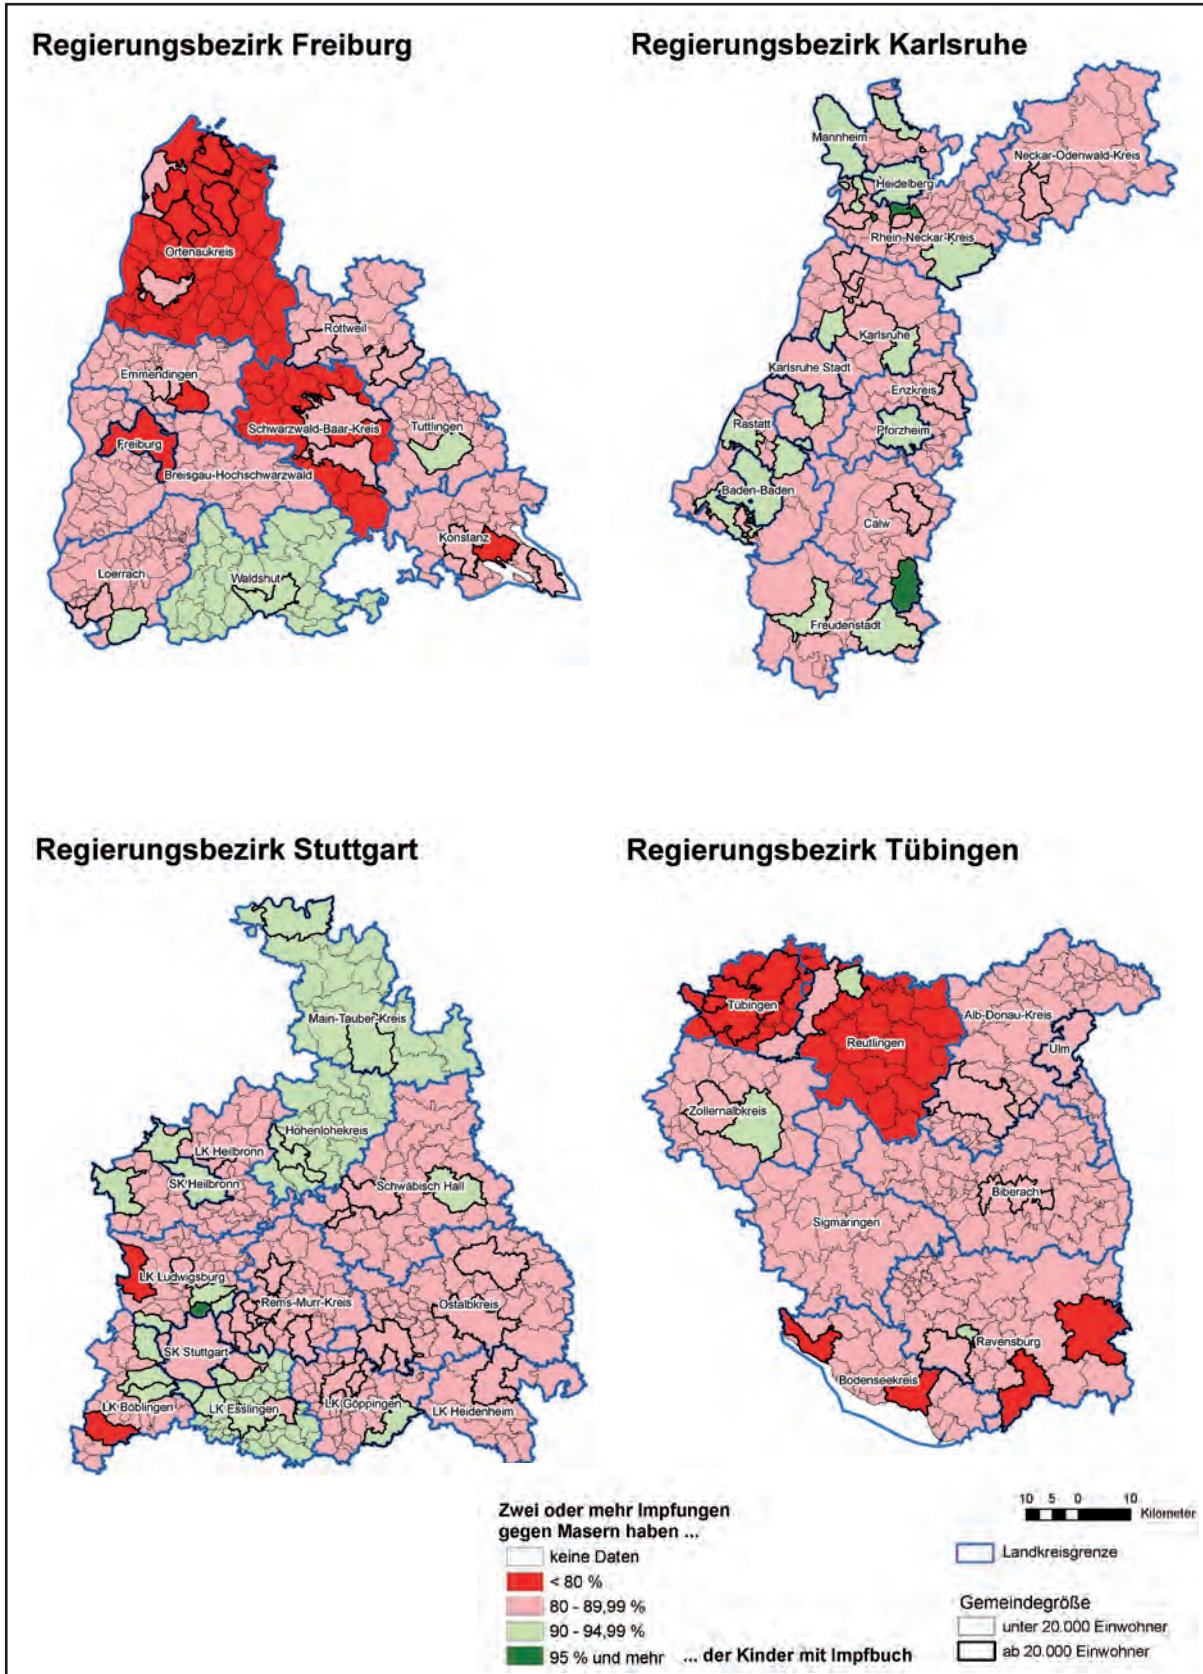 Regierungsbezirk Freiburg
Ortenaukreis
Rottweil
Emmendingen
Schwarzwald-Baar-Kreis
Tuttlingen
Freiburg
Breisgau-Hochschwarzwald
Konstanz
Loerrach
Waldshut
Regierungsbezirk Karlsruhe
Mannheim
Neckar-Odenwald-Kreis
Heidelberg
Rhein-Neckar-Kreis
Karlsruhe
Karlsruhe Stadt
Enzkreis
Rastatt
Pforzheim
Baden-Baden
Calw
Freudenstadt
Regierungsbezirk Stuttgart
Main-Tauber-Kreis
Hohenlohekreis
LK Heilbronn
SK Heilbronn
Schwäbisch Hall
LK Ludwigsburg
Rems-Murr-Kreis
Ostalbkreis
SK Stuttgart
LK Böblingen
LK Esslingen
LK Göppingen
LK Heidenheim
Regierungsbezirk Tübingen
Tübingen
Alb-Donau-Kreis
Reutlingen
Ulm
Zollernalbkreis
Biberach
Sigmaringen
Ravensburg
Bodenseekreis
Zwei oder mehr Impfungen
gegen Masern haben ...
keine Daten
< 80 %
80 - 89,99 %
90 - 94,99 %
95 % und mehr ... der Kinder mit Impfbuch
10 5 0 10
Kilometer
Landkreisgrenze
Gemeindegröße
unter 20.000 Einwohner
ab 20.000 Einwohner